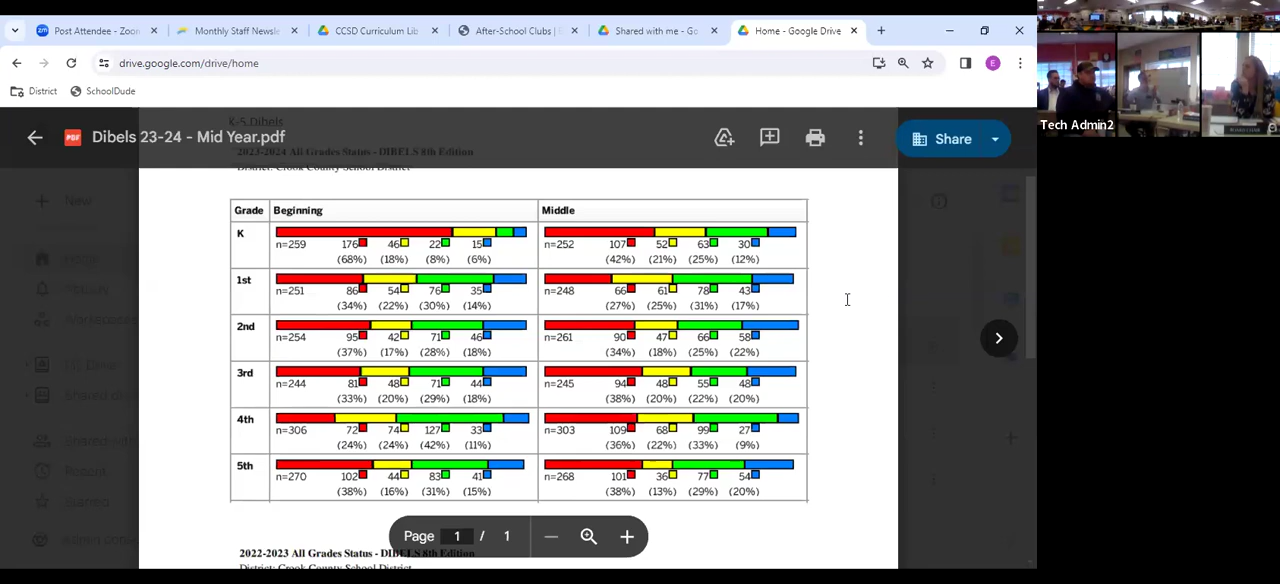 Post Attendee - Zoom
Monthly Staff Newsle
CCSD Curriculum Lib
After-School Clubs |
Shared with me - Go
Home - Google Drive
drive.google.com/drive/home
District
SchoolDude
K-5 Dibels
Dibels 23-24 - Mid Year.pdf
Share
2023-2024 All Grades Status - DIBELS 8th Edition
District: Crook County School District
Tech Admin2
New
Grade Beginning Middle
K
n=259 176 46 22 15 n=252 107 52 63 30
(68%) (18%) (8%) (6%) (42%) (21%) (25%) (12%)
1st
n=251 86 54 76 35 n=248 66 61 78 43
(34%) (22%) (30%) (14%) (27%) (25%) (31%) (17%)
2nd
n=254 95 42 71 46 n=261 90 47 66 58
(37%) (17%) (28%) (18%) (34%) (18%) (25%) (22%)
3rd
n=244 81 48 71 44 n=245 94 48 55 48
(33%) (20%) (29%) (18%) (38%) (20%) (22%) (20%)
4th
n=306 72 74 127 33 n=303 109 68 99 27
(24%) (24%) (42%) (11%) (36%) (22%) (33%) (9%)
5th
n=270 102 44 83 41 n=268 101 36 77 54
(38%) (16%) (31%) (15%) (38%) (13%) (29%) (20%)
Page 1 / 1
2022-2023 All Grades Status - DIBELS 8th Edition
District: Crook County School District